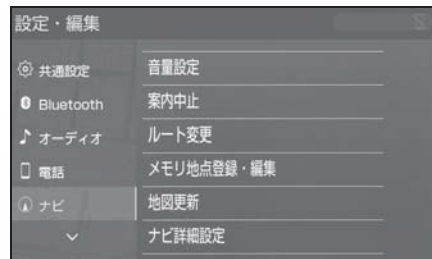 設定・編集
共通設定
Bluetooth
オーディオ
電話
ナビ
音量設定
案内中止
ルート変更
メモリ地点登録・編集
地図更新
ナビ詳細設定